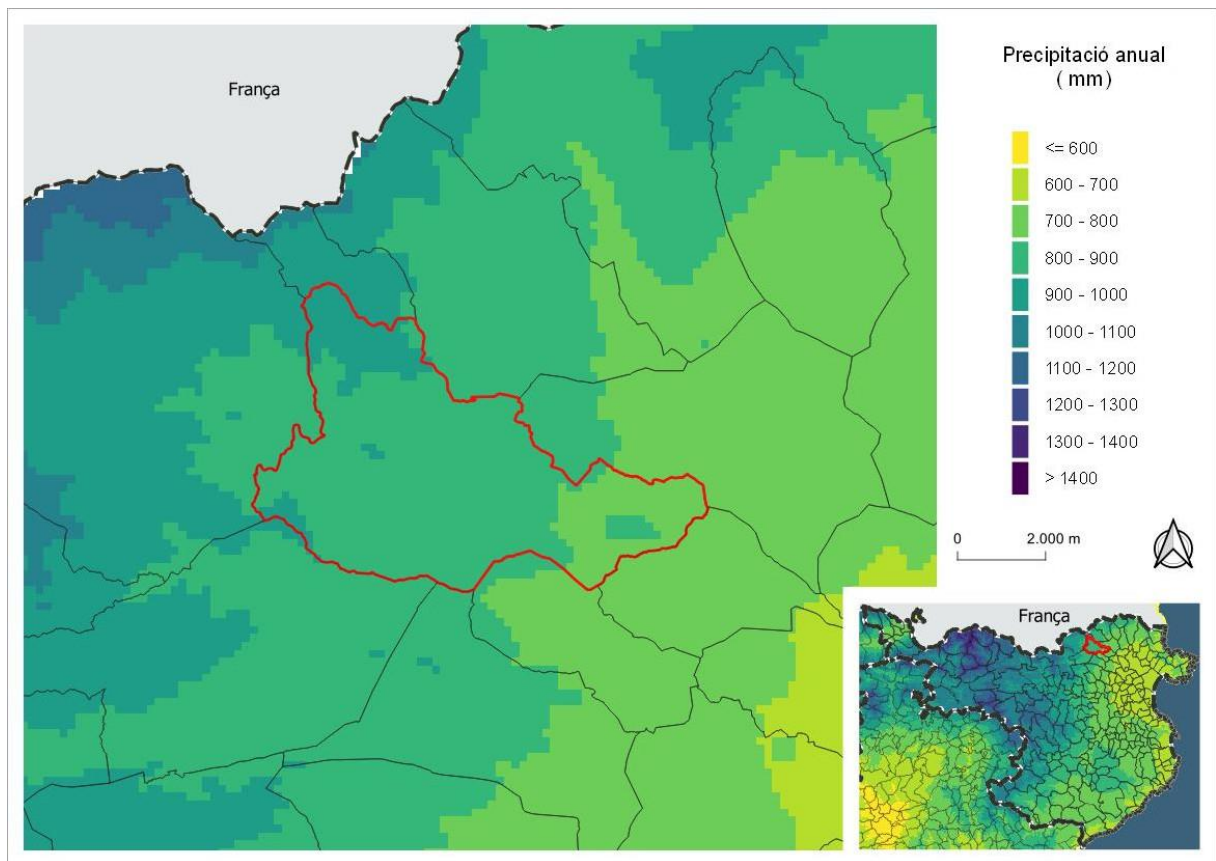 França
Precipitació anual
( mm)
<= 600
600 - 700
700 - 800
800 - 900
900 - 1000
1000 - 1100
1100 - 1200
1200 - 1300
1300 - 1400
> 1400
0 2.000 m
França